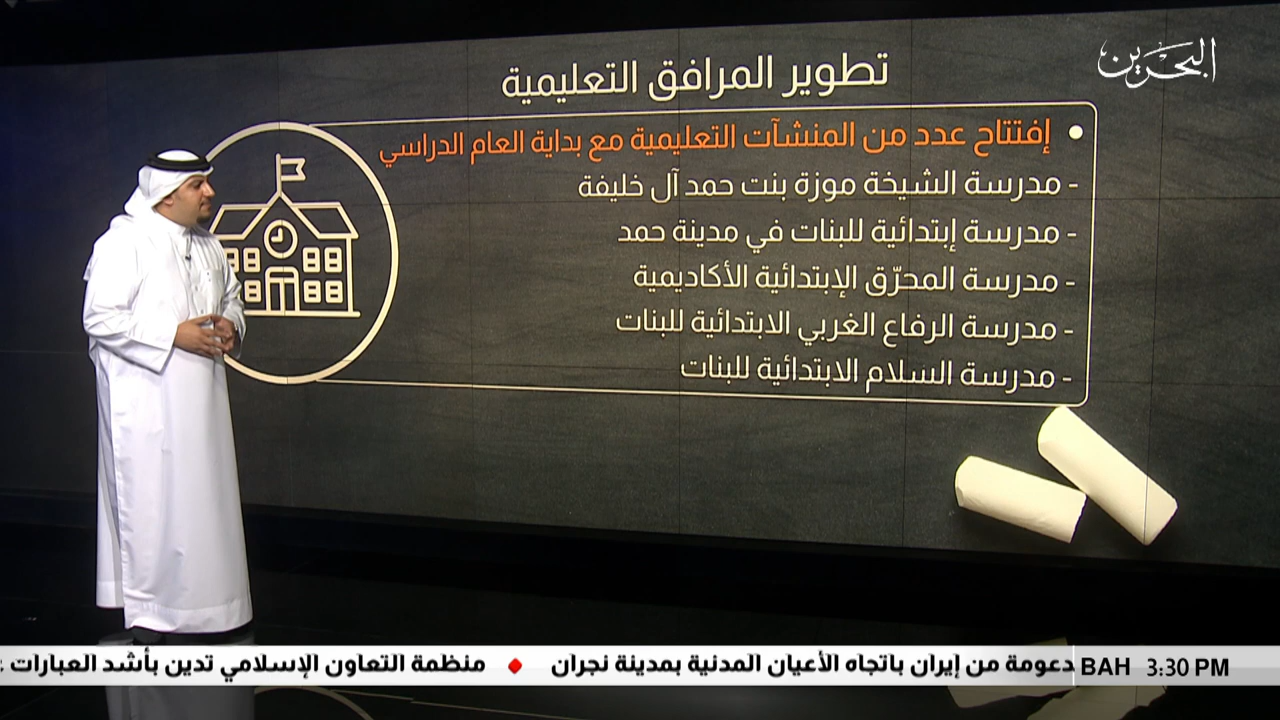 البحرين
تطوير المرافق التعليمية
• إفتتاح عدد من المنشآت التعليمية مع بداية العام الدراسي
- مدرسة الشيخة موزة بنت حمد آل خليفة
- مدرسة إبتدائية للبنات في مدينة حمد
- مدرسة المحرّق الإبتدائية الأكاديمية
- مدرسة الرفاع الغربي الابتدائية للبنات
- مدرسة السلام الابتدائية للبنات
BAH 3:30 PM
دعومة من إيران باتجاه الأعيان المدنية بمدينة نجران • منظمة التعاون الإسلامي تدين بأشد العبارات